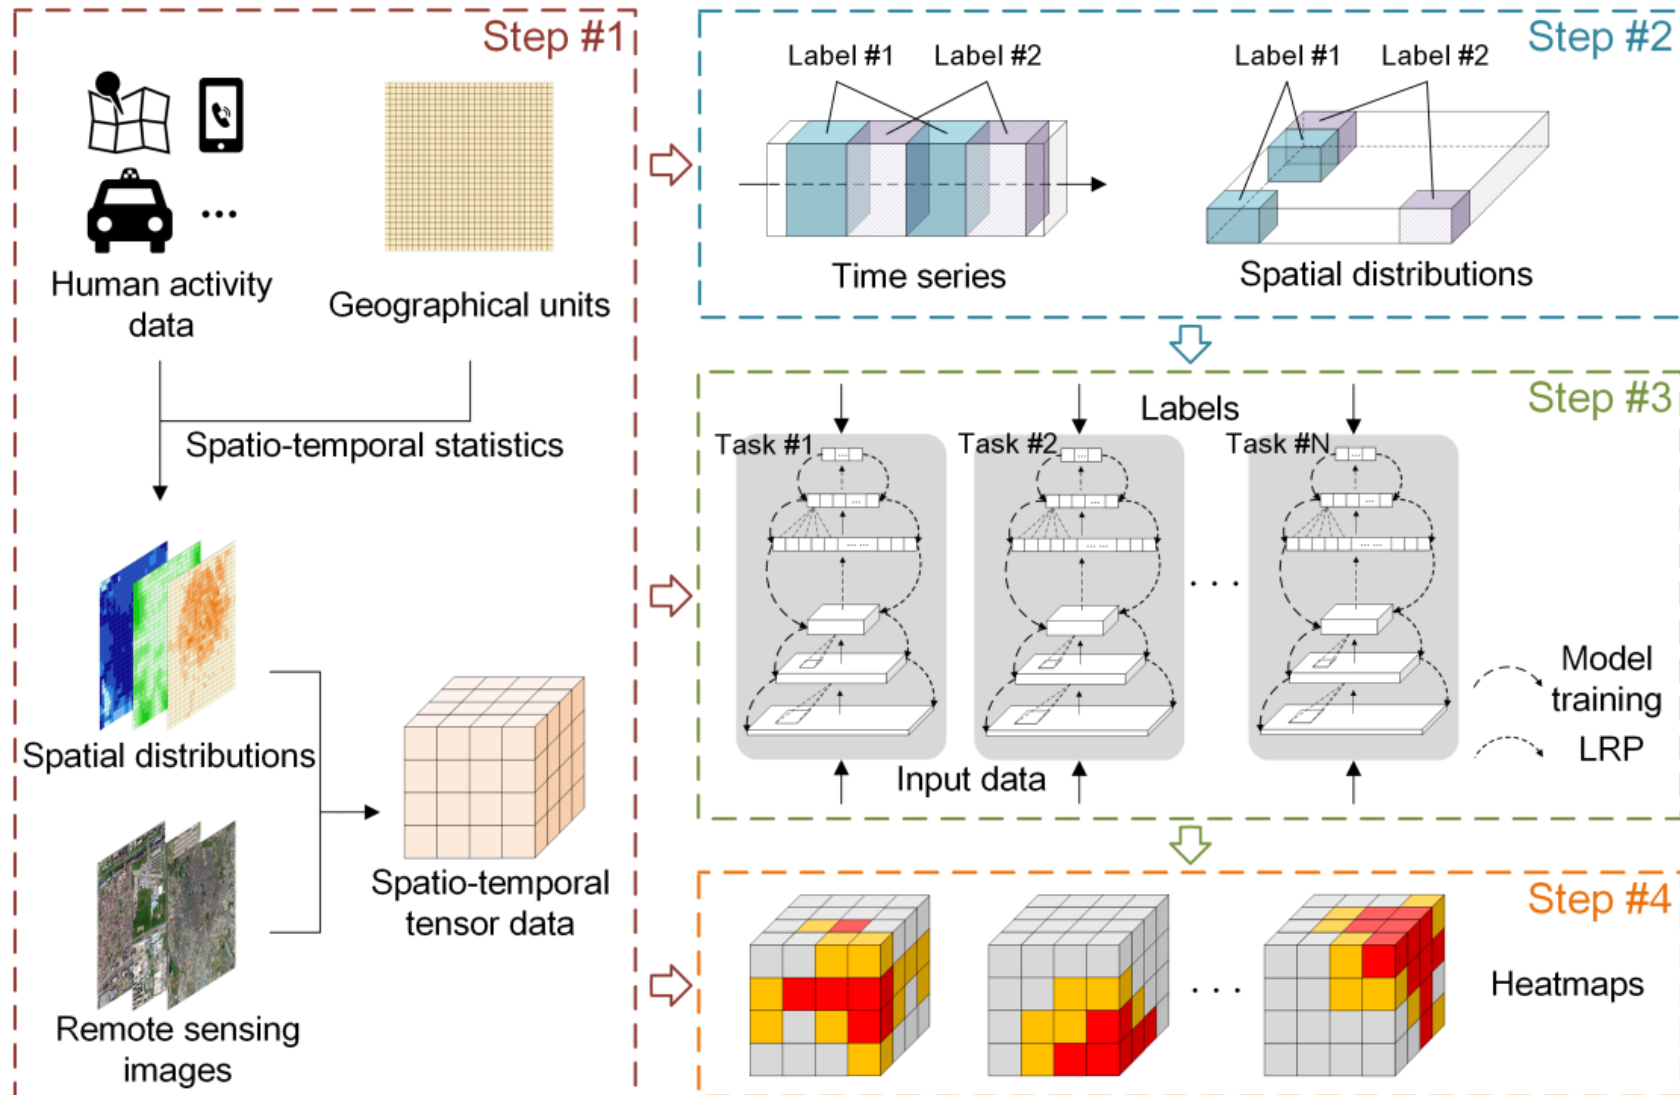 Step #1
Human activity
data
Geographical units
Spatio-temporal statistics
Spatial distributions
Remote sensing
images
Spatio-temporal
tensor data
Step #2
Label #1
Label #2
Time series
Label #1
Label #2
Spatial distributions
Step #3
Labels
Task #1
Task #2
Task #N
...
Input data
Model
training
LRP
Step #4
...
Heatmaps